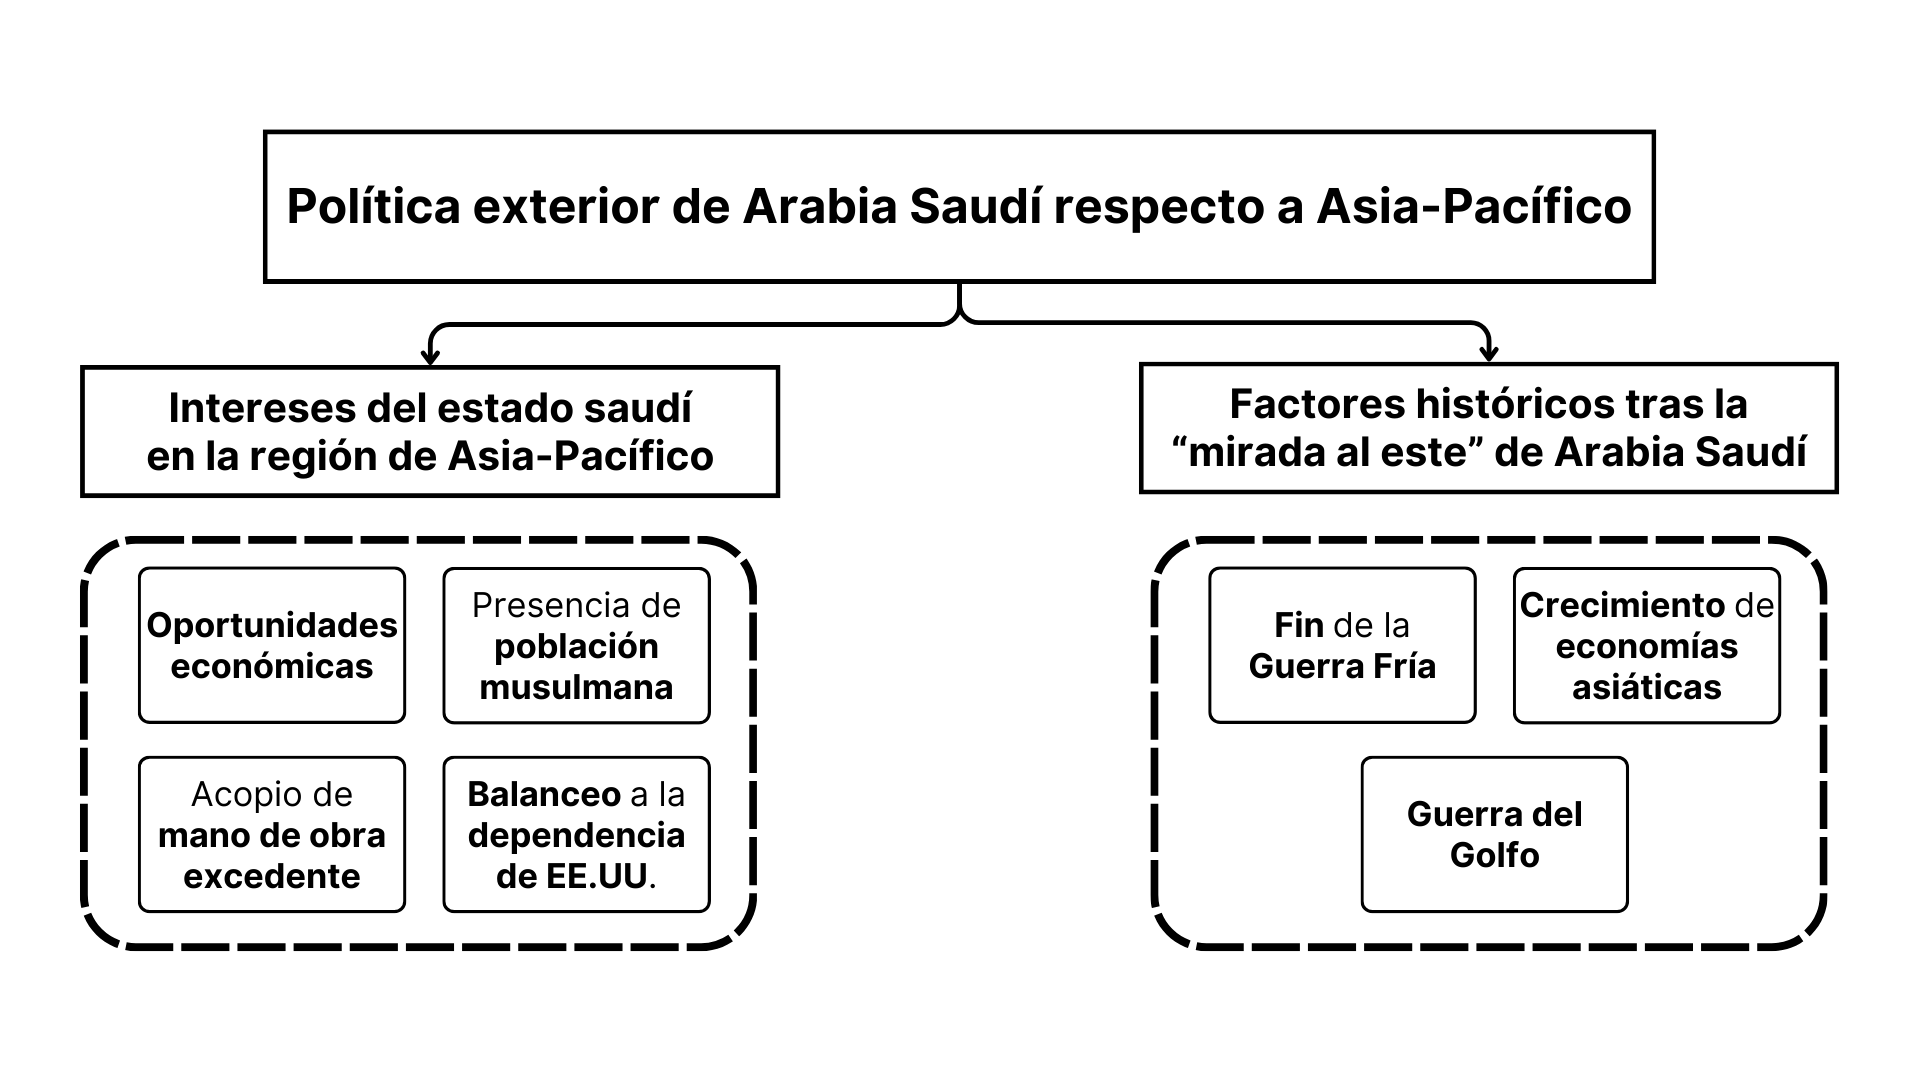 Política exterior de Arabia Saudí respecto a Asia-Pacífico
Intereses del estado saudí
en la región de Asia-Pacífico
Factores históricos tras la
“mirada al este” de Arabia Saudí
Oportunidades
económicas
Presencia de
población
musulmana
Acopio de
mano de obra
excedente
Balanceo a la
dependencia
de EE.UU.
Fin de la
Guerra Fría
Crecimiento de
economías
asiáticas
Guerra del
Golfo